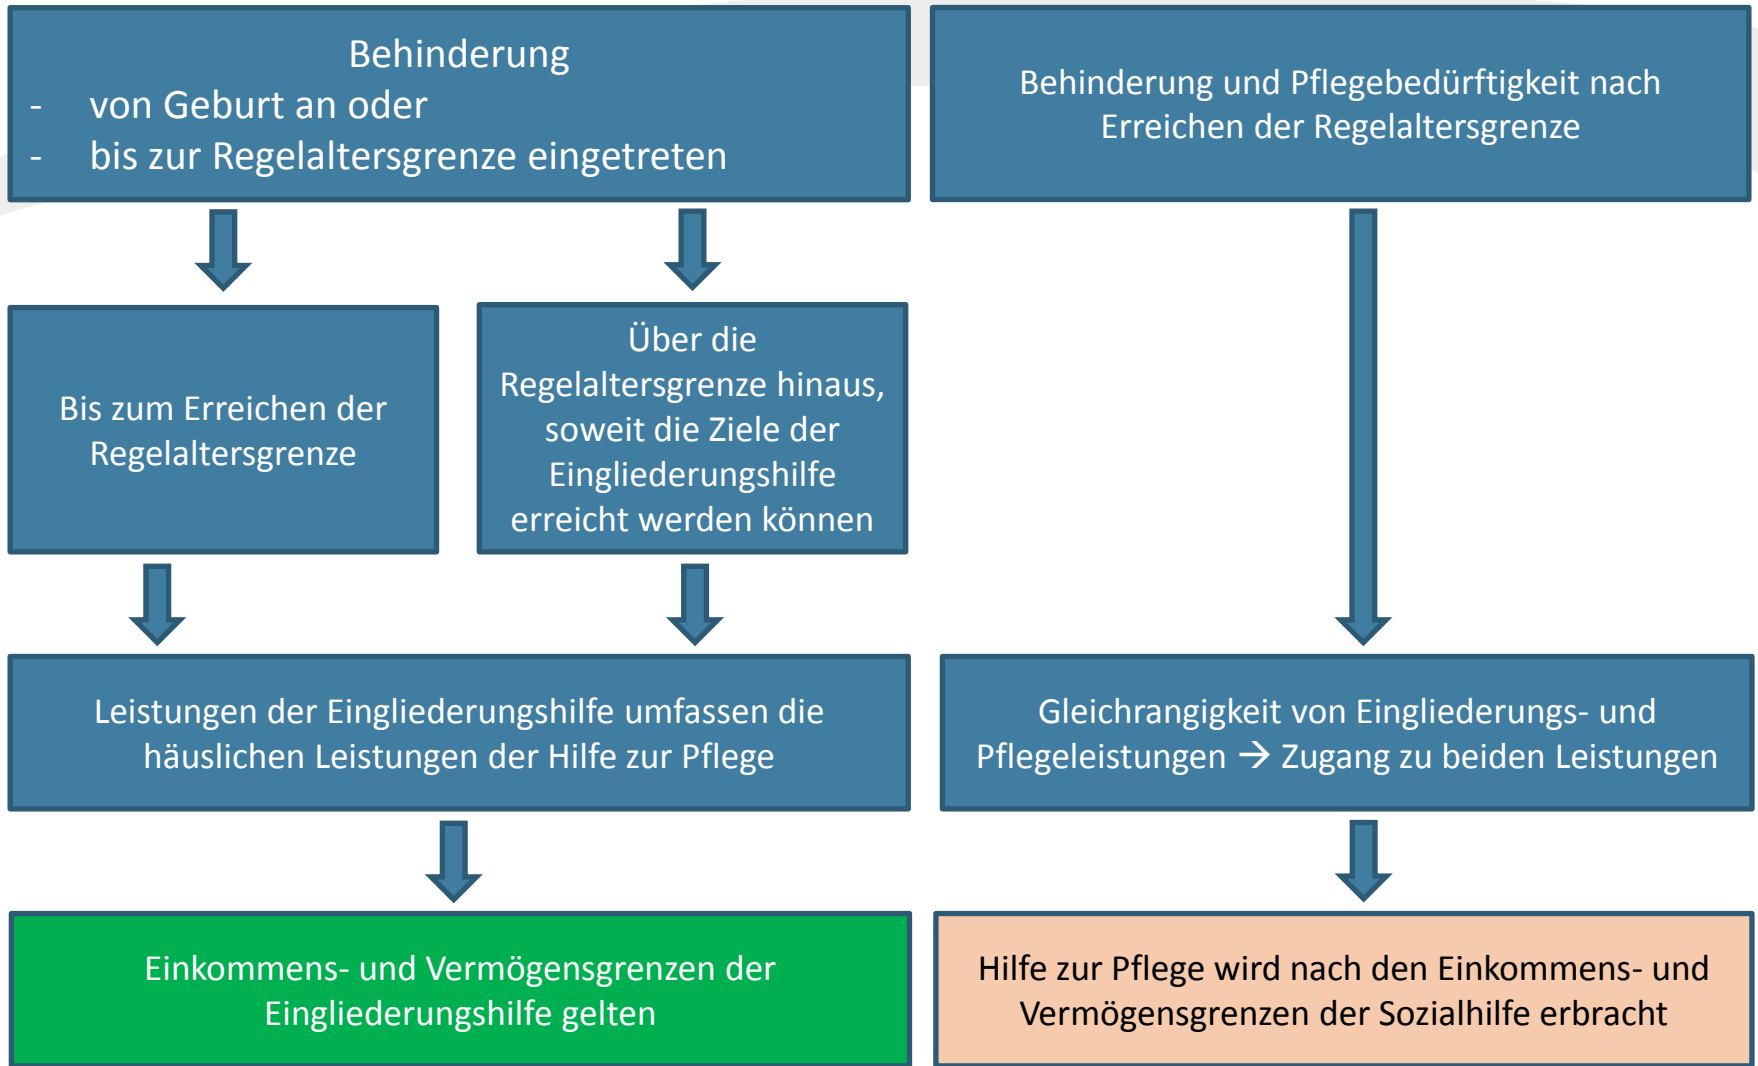 Behinderung
- von Geburt an oder
- bis zur Regelaltersgrenze eingetreten
Behinderung und Pflegebedürftigkeit nach
Erreichen der Regelaltersgrenze
Bis zum Erreichen der
Regelaltersgrenze
Über die
Regelaltersgrenze hinaus,
soweit die Ziele der
Eingliederungshilfe
erreicht werden können
Leistungen der Eingliederungshilfe umfassen die
häuslichen Leistungen der Hilfe zur Pflege
Gleichrangigkeit von Eingliederungs- und
Pflegeleistungen → Zugang zu beiden Leistungen
Einkommens- und Vermögensgrenzen der
Eingliederungshilfe gelten
Hilfe zur Pflege wird nach den Einkommens- und
Vermögensgrenzen der Sozialhilfe erbracht